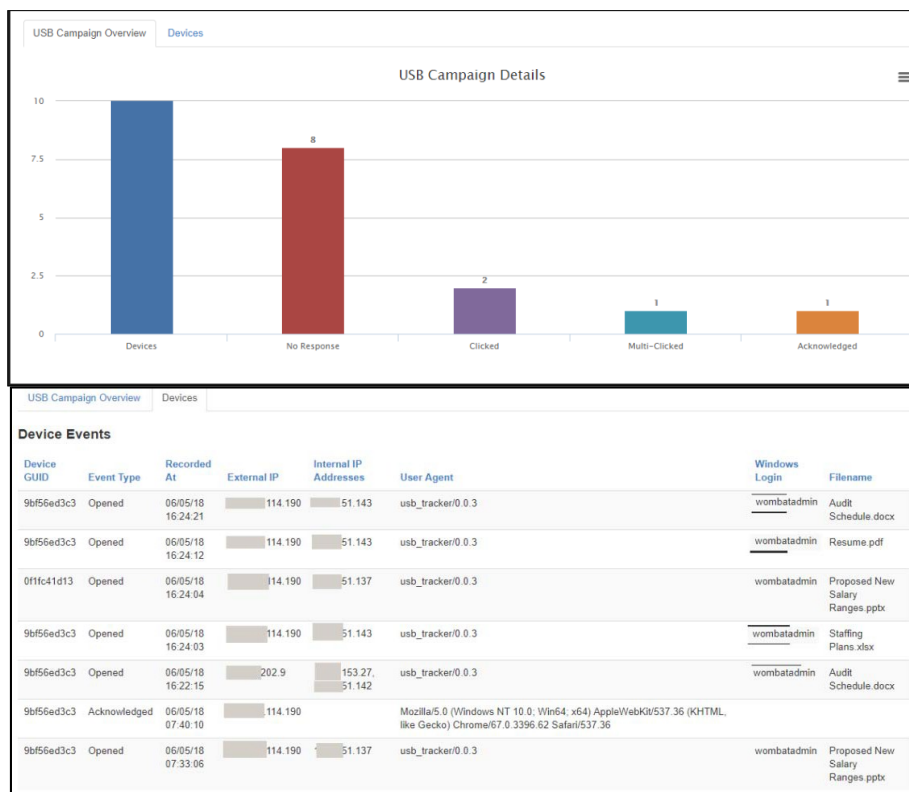 USB Campaign Overview Devices
USB Campaign Details
10
7.5
5
2.5
0
8
2
1
1
Devices No Response Clicked Multi-Clicked Acknowledged
USB Campaign Overview Devices
Device Events
Device GUID Event Type Recorded At External IP Internal IP Addresses User Agent Windows Login Filename
9bf56ed3c3 Opened 06/05/18 16:24:21 114.190 51.143 usb_tracker/0.0.3 wombatadmin Audit Schedule.docx
9bf56ed3c3 Opened 06/05/18 16:24:12 114.190 51.143 usb_tracker/0.0.3 wombatadmin Resume.pdf
0f1fc41d13 Opened 06/05/18 16:24:04 114.190 51.137 usb_tracker/0.0.3 wombatadmin Proposed New Salary Ranges.pptx
9bf56ed3c3 Opened 06/05/18 16:24:03 114.190 51.143 usb_tracker/0.0.3 wombatadmin Staffing Plans.xlsx
9bf56ed3c3 Opened 06/05/18 16:22:15 202.9 153.27, 51.142 usb_tracker/0.0.3 wombatadmin Audit Schedule.docx
9bf56ed3c3 Acknowledged 06/05/18 07:40:10 .114.190 Mozilla/5.0 (Windows NT 10.0; Win64; x64) AppleWebKit/537.36 (KHTML, like Gecko) Chrome/67.0.3396.62 Safari/537.36
9bf56ed3c3 Opened 06/05/18 07:33:06 114.190 51.137 usb_tracker/0.0.3 wombatadmin Proposed New Salary Ranges.pptx